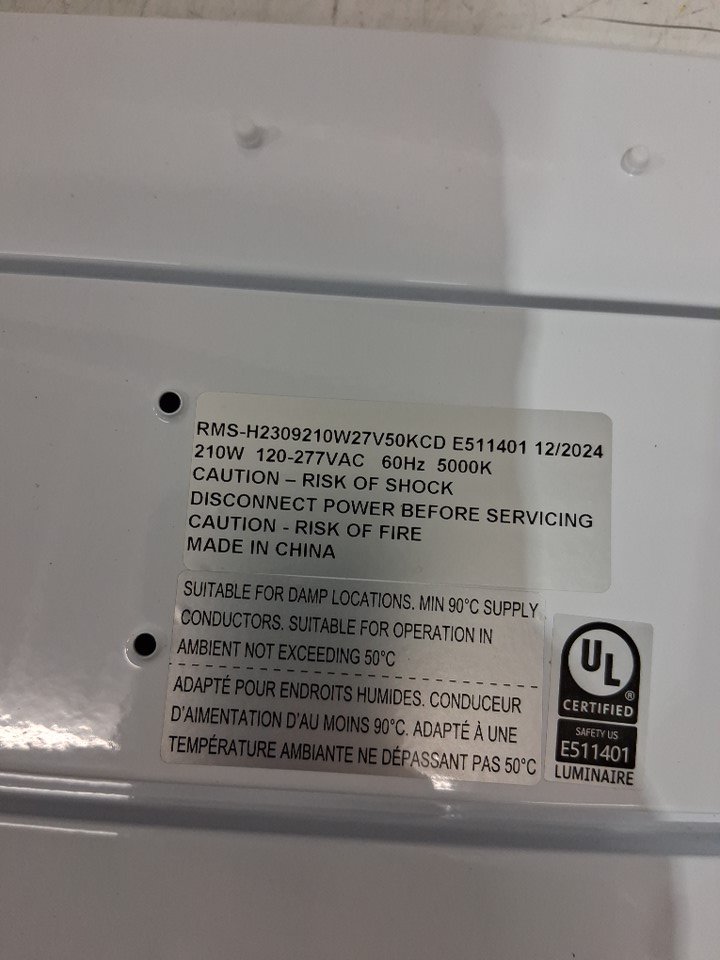 RMS-H2309210W27V50KCD E511401 12/2024
210W 120-277VAC 60Hz 5000K
CAUTION – RISK OF SHOCK
DISCONNECT POWER BEFORE SERVICING
CAUTION - RISK OF FIRE
MADE IN CHINA
SUITABLE FOR DAMP LOCATIONS. MIN 90°C SUPPLY
CONDUCTORS. SUITABLE FOR OPERATION IN
AMBIENT NOT EXCEEDING 50°C
ADAPTÉ POUR ENDROITS HUMIDES. CONDUCEUR
D'AIMENTATION D'AU MOINS 90°C. ADAPTÉ À UNE
TEMPÉRATURE AMBIANTE NE DÉPASSANT PAS 50°C
UL ®
CERTIFIED
SAFETY US
E511401
LUMINAIRE